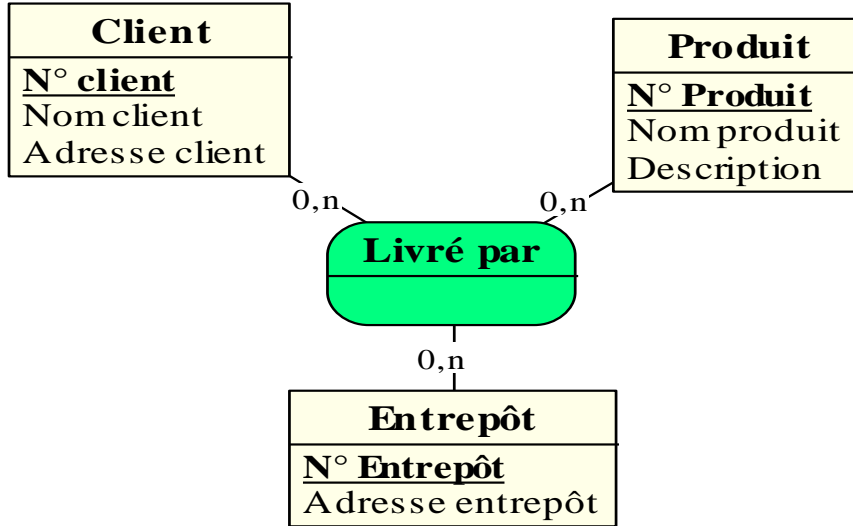 Client
N° client
Nom client
Adresse client
Produit
N° Produit
Nom produit
Description
0,n
0,n
Livré par
0,n
Entrepôt
N° Entrepôt
Adresse entrepôt